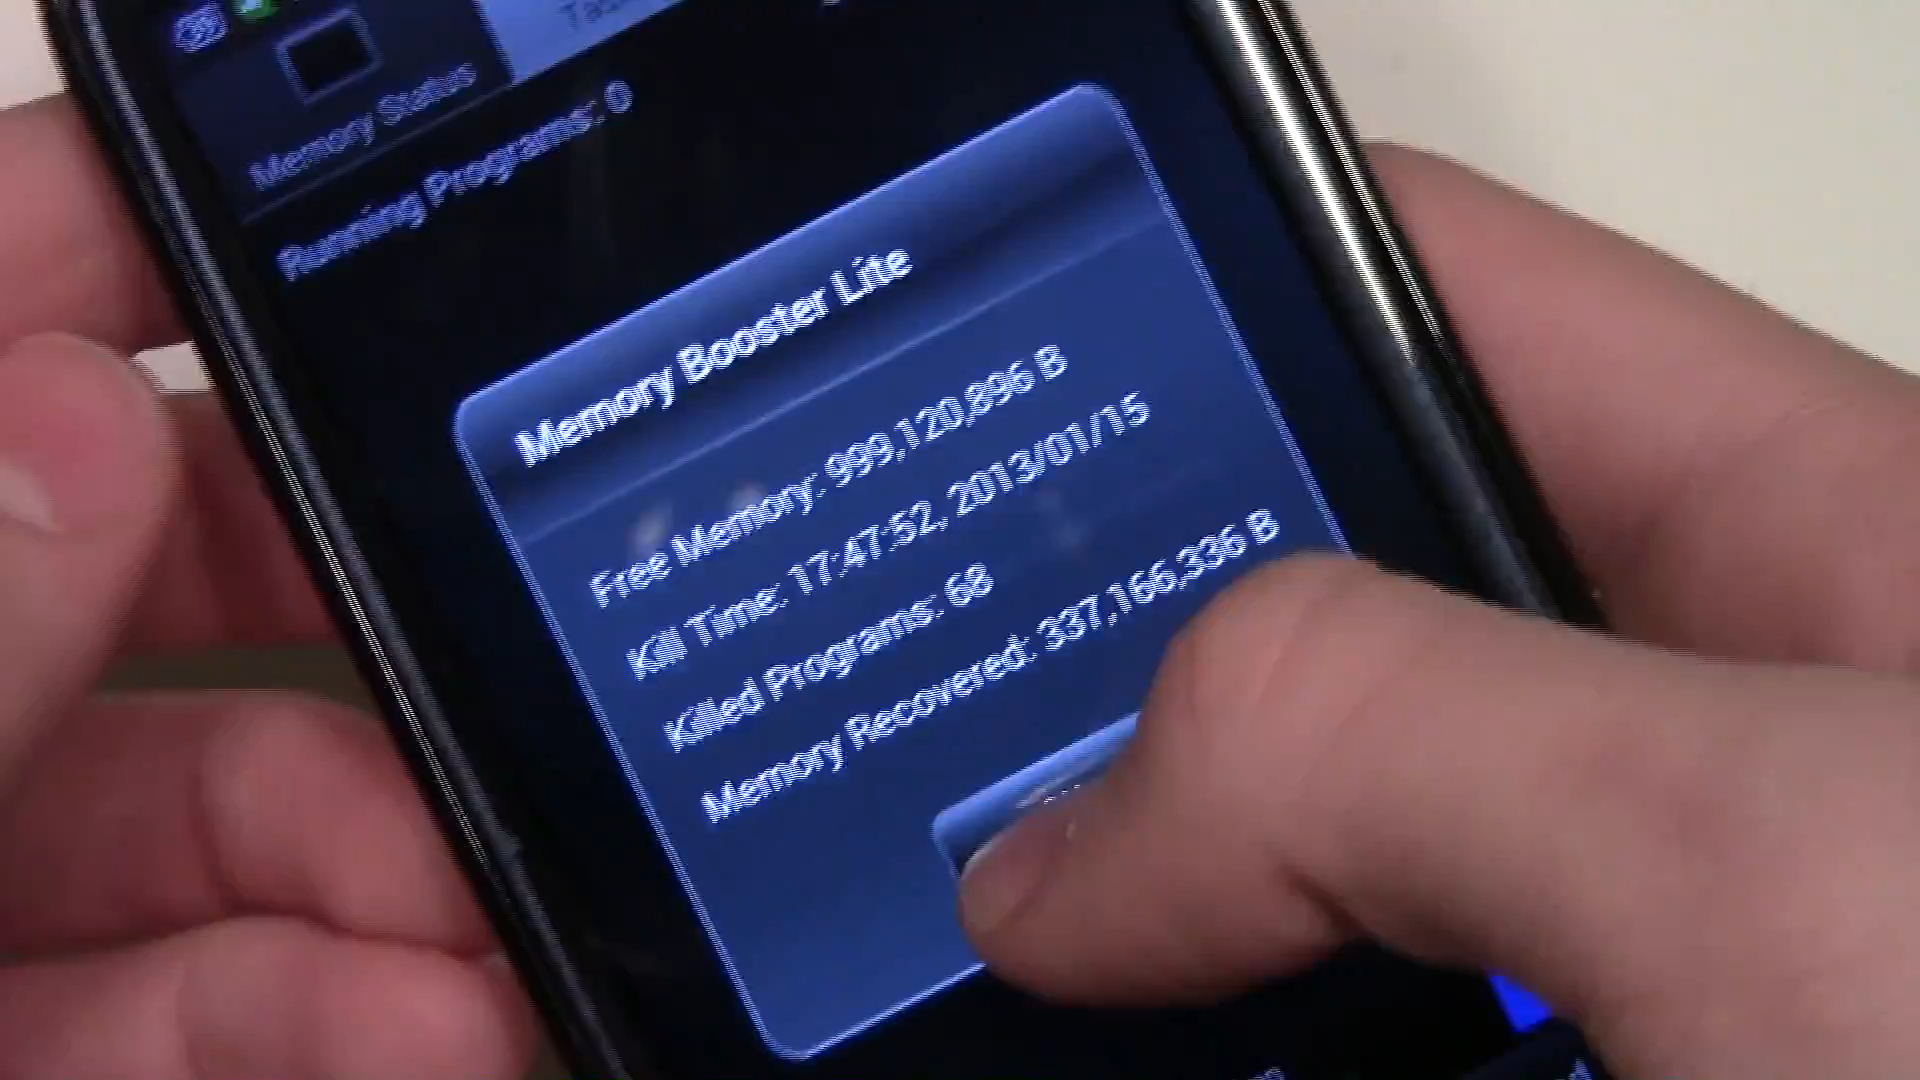 Memory Status
Running Programs: 0
Memory Booster Lite
Free Memory: 999,120,896 B
Kill Time: 17:47:52, 2013/01/15
Killed Programs: 68
Memory Recovered: 337,166,336 B